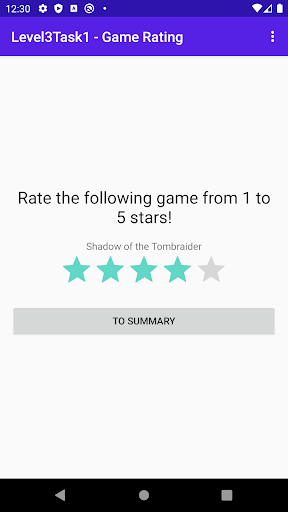 12:30
Level3Task1 - Game Rating
Rate the following game from 1 to
5 stars!
Shadow of the Tombraider
TO SUMMARY